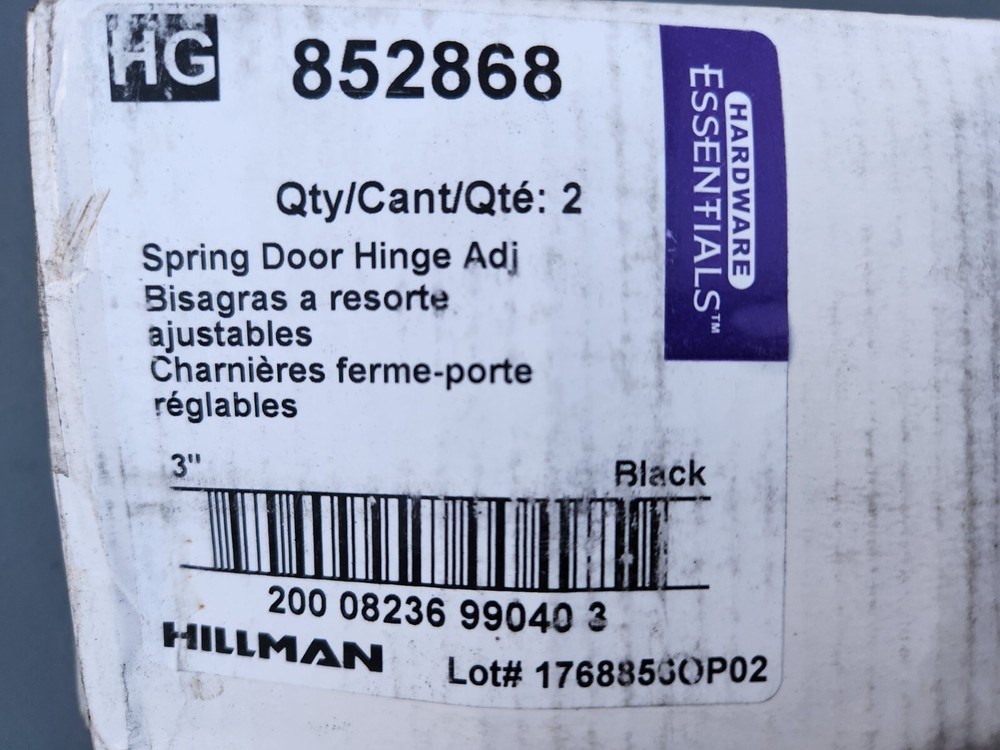 HG
852868
HARDWARE
ESSENTIALS™
Qty/Cant/Qté: 2
Spring Door Hinge Adj
Bisagras a resorte
ajustables
Charnières ferme-porte
réglables
3"
Black
200 08236 99040 3
HILLMAN
Lot#